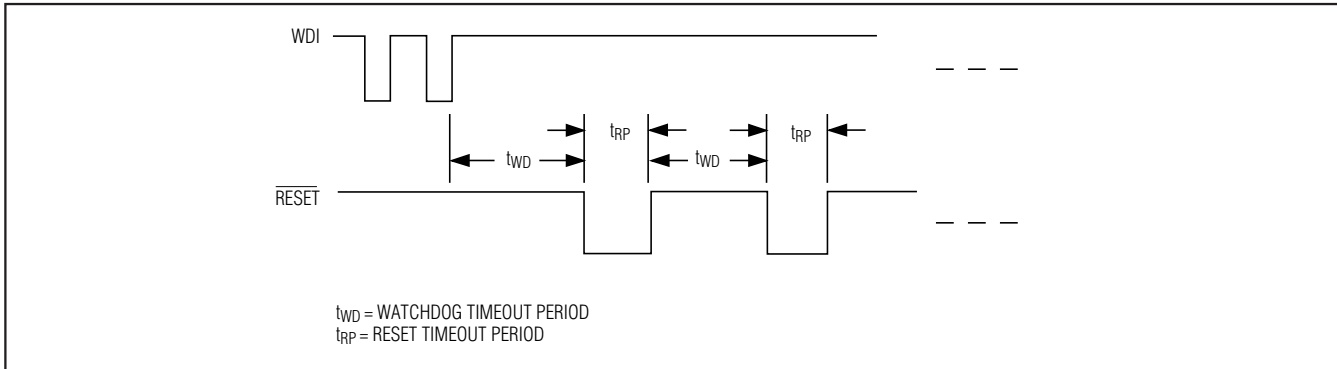 WDI
tRP
tRP
tWD
tWD
RESET
tWD = WATCHDOG TIMEOUT PERIOD
tRP = RESET TIMEOUT PERIOD